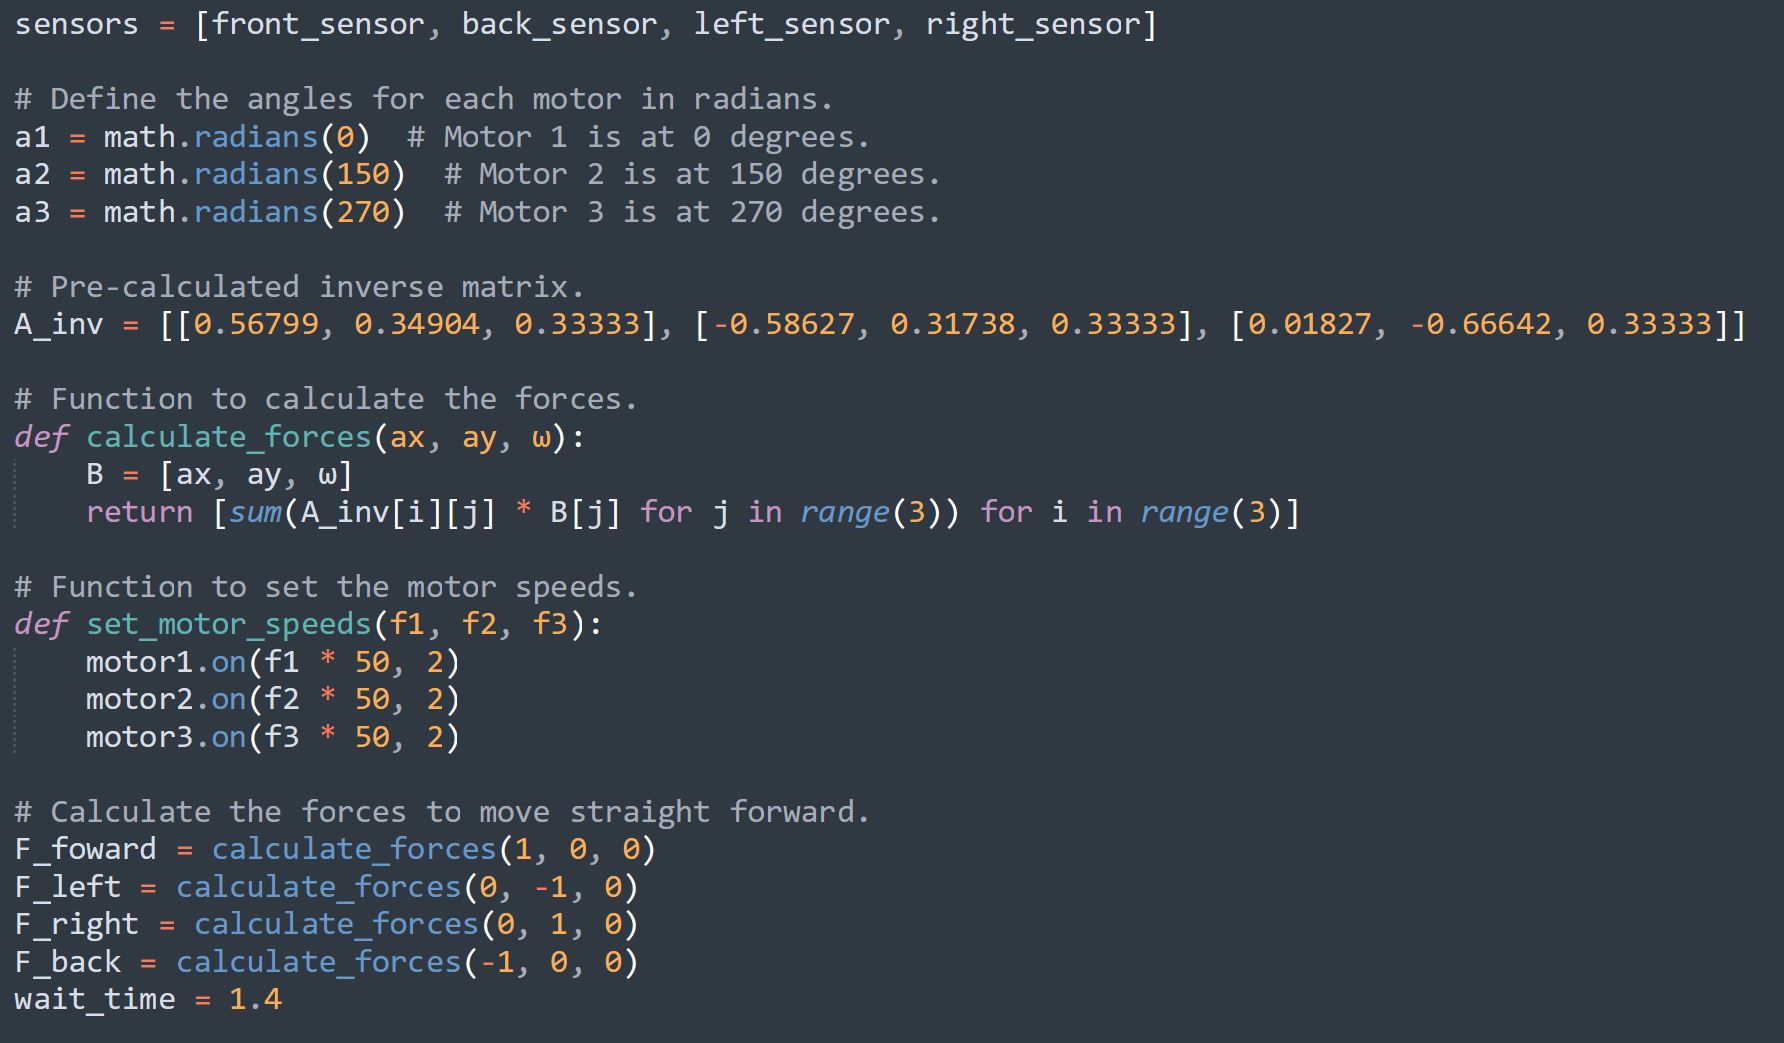 sensors = [front_sensor, back_sensor, left_sensor, right_sensor]

# Define the angles for each motor in radians.
a1 = math.radians(0)  # Motor 1 is at 0 degrees.
a2 = math.radians(150)  # Motor 2 is at 150 degrees.
a3 = math.radians(270)  # Motor 3 is at 270 degrees.

# Pre-calculated inverse matrix.
A_inv = [[0.56799, 0.34904, 0.33333], [-0.58627, 0.31738, 0.33333], [0.01827, -0.66642, 0.33333]]

# Function to calculate the forces.
def calculate_forces(ax, ay, ω):
    B = [ax, ay, ω]
    return [sum(A_inv[i][j] * B[j] for j in range(3)) for i in range(3)]

# Function to set the motor speeds.
def set_motor_speeds(f1, f2, f3):
    motor1.on(f1 * 50, 2)
    motor2.on(f2 * 50, 2)
    motor3.on(f3 * 50, 2)

# Calculate the forces to move straight forward.
F_foward = calculate_forces(1, 0, 0)
F_left = calculate_forces(0, -1, 0)
F_right = calculate_forces(0, 1, 0)
F_back = calculate_forces(-1, 0, 0)
wait_time = 1.4